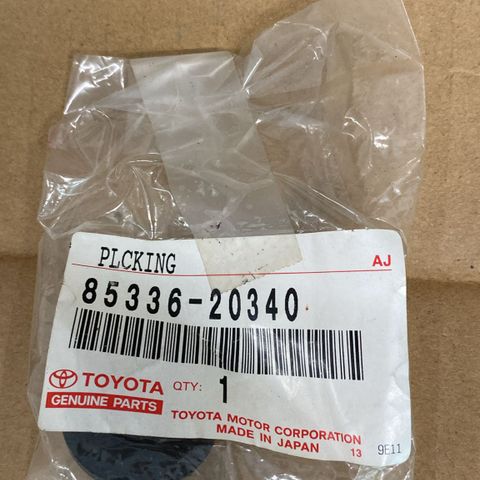 PLCKING AJ
85336-20340
TOYOTA QTY: 1
GENUINE PARTS
TOYOTA MOTOR CORPORATION
MADE IN JAPAN 13 9E11